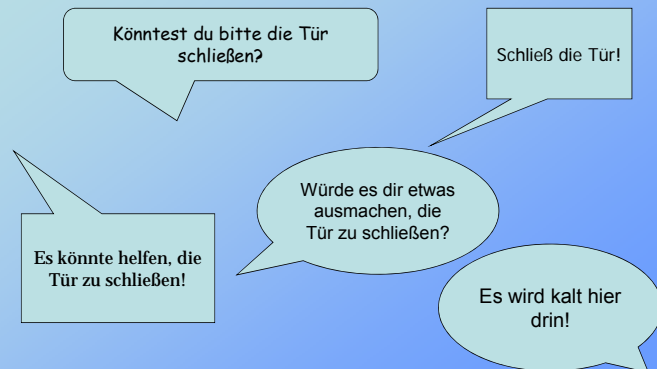 Könntest du bitte die Tür
schließen?
Schließ die Tür!
Würde es dir etwas
ausmachen, die
Tür zu schließen?
Es könnte helfen, die
Tür zu schließen!
Es wird kalt hier
drin!